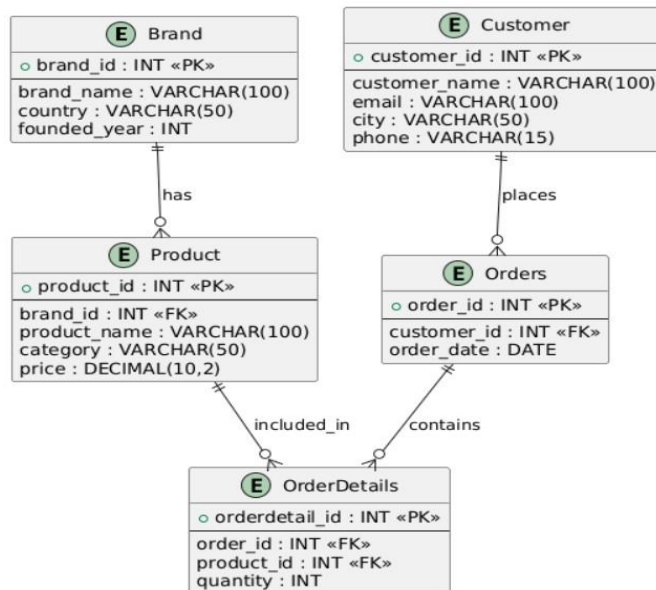 E Brand
brand_id : INT «PK»
brand_name : VARCHAR(100)
country : VARCHAR(50)
founded_year : INT
E Customer
customer_id : INT «PK»
customer_name : VARCHAR(100)
email : VARCHAR(100)
city : VARCHAR(50)
phone : VARCHAR(15)
has
places
E Product
product_id : INT «PK»
brand_id : INT «FK»
product_name : VARCHAR(100)
category : VARCHAR(50)
price : DECIMAL(10,2)
E Orders
order_id : INT «PK»
customer_id : INT «FK»
order_date : DATE
included_in
contains
E OrderDetails
orderdetail_id : INT «PK»
order_id : INT «FK»
product_id : INT «FK»
quantity : INT